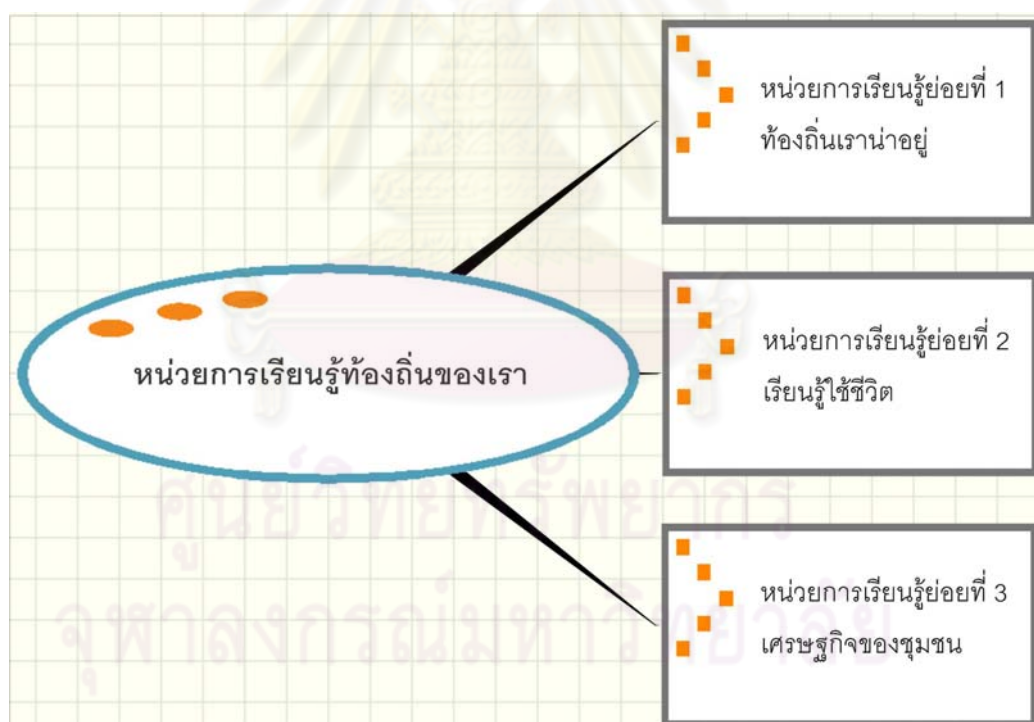 หน่วยการเรียนรู้ย่อยที่ 1
ท้องถิ่นเราน่าอยู่
หน่วยการเรียนรู้ท้องถิ่นของเรา
หน่วยการเรียนรู้ย่อยที่ 2
เรียนรู้ใช้ชีวิต
หน่วยการเรียนรู้ย่อยที่ 3
เศรษฐกิจของชุมชน
ศูนย์วิทยทรัพยากร
จุฬาลงกรณ์มหาวิทยาลัย